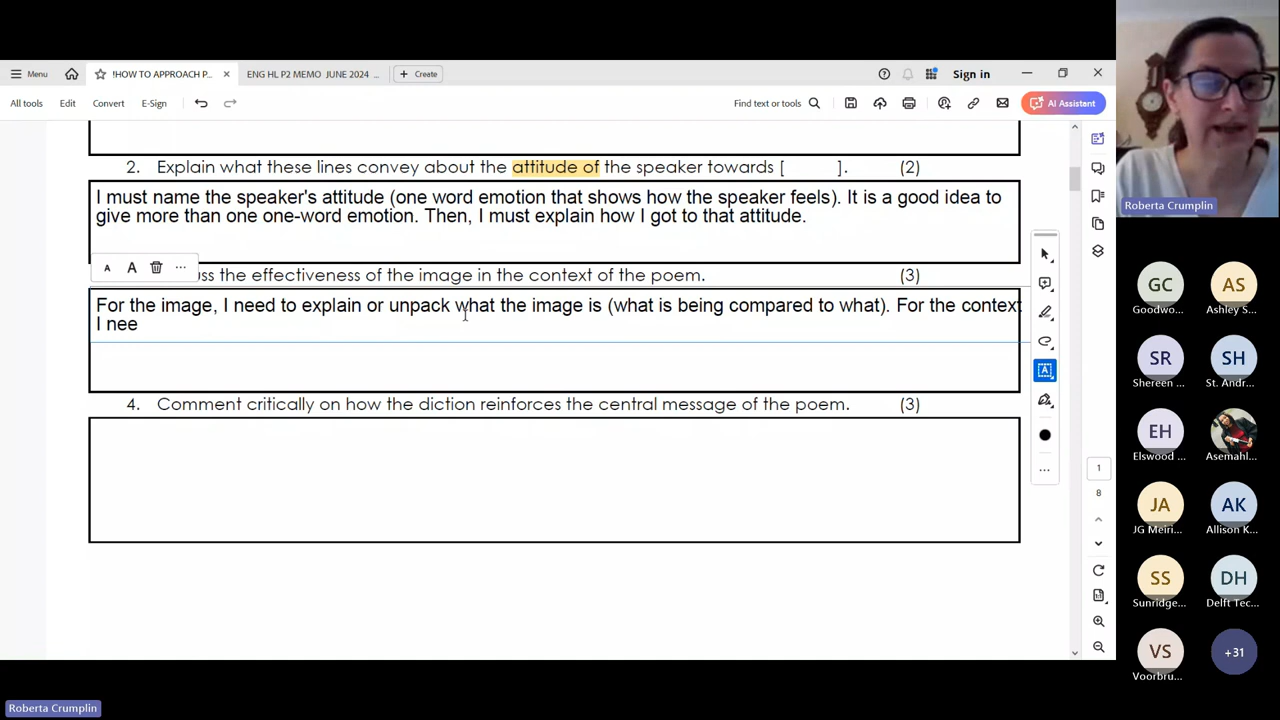 Menu
!HOW TO APPROACH P...
ENG HL P2 MEMO JUNE 2024 ...
Create
Sign in
All tools
Edit
Convert
E-Sign
Find text or tools
AI Assistant
2. Explain what these lines convey about the attitude of the speaker towards [ ]. (2)
I must name the speaker's attitude (one word emotion that shows how the speaker feels). It is a good idea to
give more than one one-word emotion. Then, I must explain how I got to that attitude.
A A ...
uss the effectiveness of the image in the context of the poem. (3)
For the image, I need to explain or unpack what the image is (what is being compared to what). For the context
I nee
4. Comment critically on how the diction reinforces the central message of the poem. (3)
A
1
8
Roberta Crumplin
GC
Goodwo...
AS
Ashley S...
SR
Shereen ...
SH
St. Andr...
EH
Elswood ...
Asemahl...
JA
JG Meiri...
AK
Allison K...
SS
Sunridge...
DH
Delft Tec...
VS
Voorbru...
+31
Roberta Crumplin